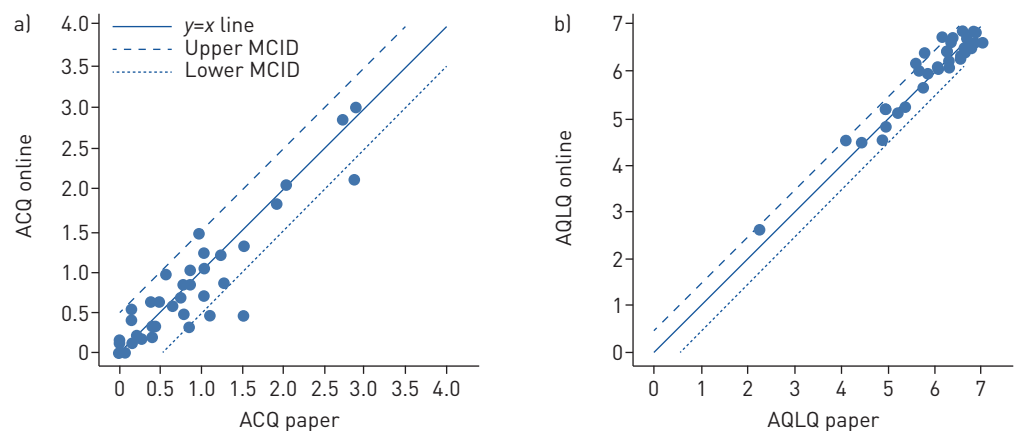 a)
y=x line
Upper MCID
Lower MCID
ACQ online
4.0
3.5
3.0
2.5
2.0
1.5
1.0
0.5
0
0 0.5 1.0 1.5 2.0 2.5 3.0 3.5 4.0
ACQ paper
b)
AQLQ online
7
6
5
4
3
2
1
0
0 1 2 3 4 5 6 7
AQLQ paper